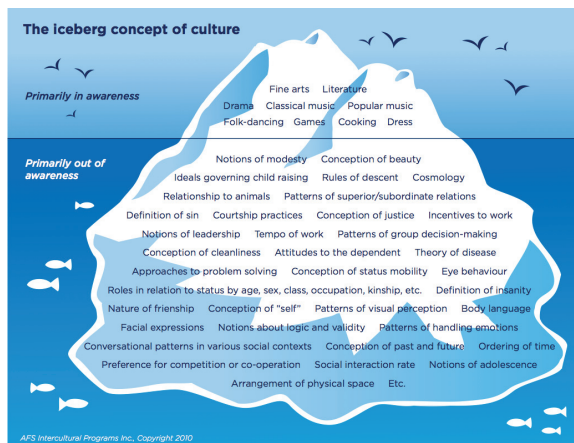 The iceberg concept of culture
Primarily in awareness
Fine arts Literature
Drama Classical music Popular music
Folk-dancing Games Cooking Dress
Primarily out of
awareness
Notions of modesty Conception of beauty
Ideals governing child raising Rules of descent Cosmology
Relationship to animals Patterns of superior/subordinate relations
Definition of sin Courtship practices Conception of justice Incentives to work
Notions of leadership Tempo of work Patterns of group decision-making
Conception of cleanliness Attitudes to the dependent Theory of disease
Approaches to problem solving Conception of status mobility Eye behaviour
Roles in relation to status by age, sex, class, occupation, kinship, etc. Definition of insanity
Nature of frienship Conception of "self" Patterns of visual perception Body language
Facial expressions Notions about logic and validity Patterns of handling emotions
Conversational patterns in various social contexts Conception of past and future Ordering of time
Preference for competition or co-operation Social interaction rate Notions of adolescence
Arrangement of physical space Etc.
AFS Intercultural Programs Inc., Copyright 2010